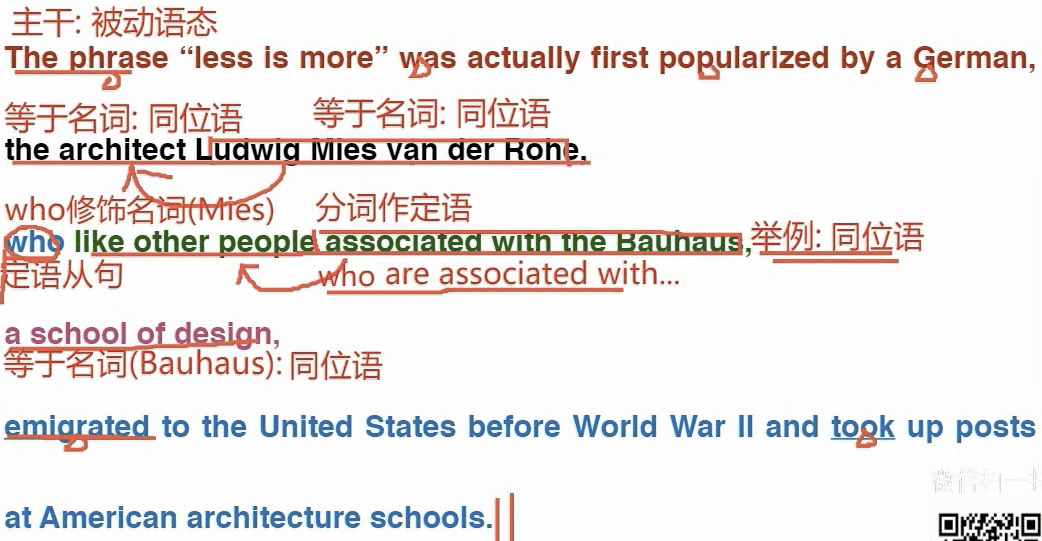 主干: 被动语态
The phrase “less is more” was actually first popularized by a German,
等于名词: 同位语 等于名词: 同位语
the architect Ludwig Mies van der Rohe,
who修饰名词(Mies) 分词作定语
who like other people associated with the Bauhaus, 举例: 同位语
定语从句 who are associated with...
a school of design,
等于名词(Bauhaus): 同位语
emigrated to the United States before World War II and took up posts
微信扫一扫
at American architecture schools.